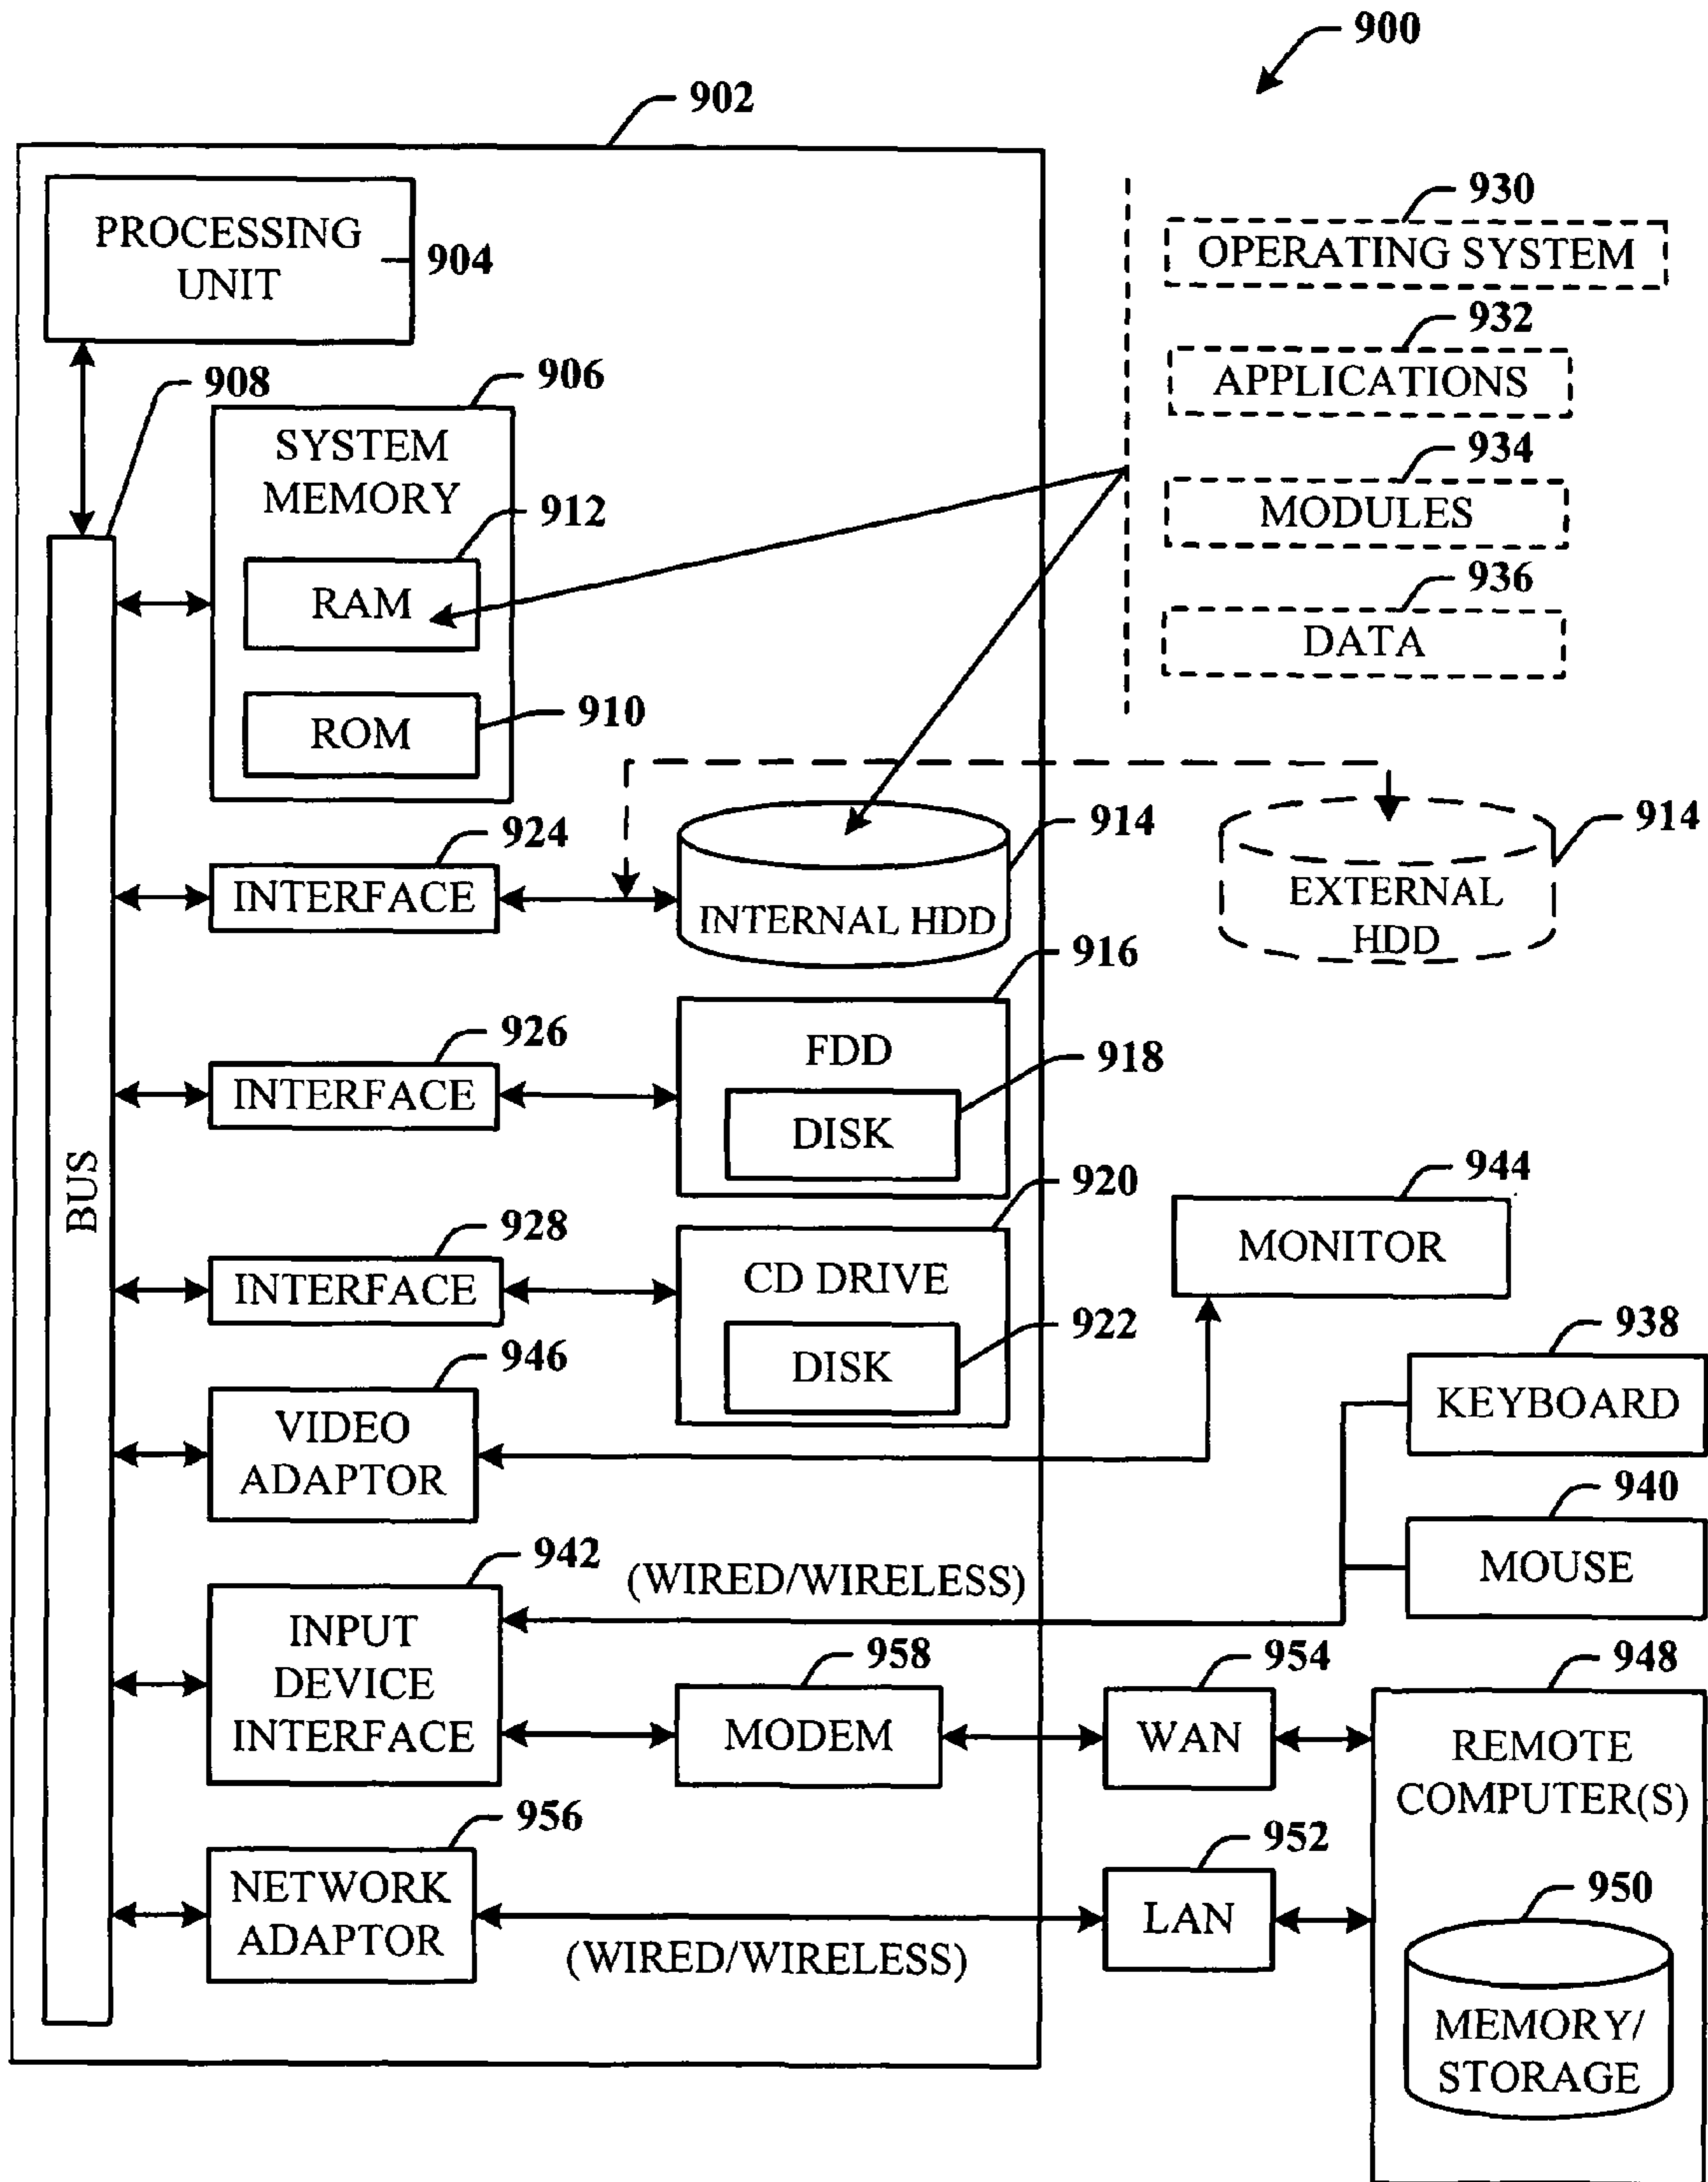 900
902
PROCESSING
UNIT
904
908
906
SYSTEM
MEMORY
912
RAM
910
ROM
930
OPERATING SYSTEM
932
APPLICATIONS
934
MODULES
936
DATA
BUS
924
INTERFACE
914
INTERNAL HDD
914
EXTERNAL
HDD
926
INTERFACE
916
FDD
918
DISK
928
INTERFACE
920
CD DRIVE
922
DISK
944
MONITOR
946
VIDEO
ADAPTOR
938
KEYBOARD
940
MOUSE
942
INPUT
DEVICE
INTERFACE
(WIRED/WIRELESS)
958
MODEM
954
WAN
948
REMOTE
COMPUTER(S)
956
NETWORK
ADAPTOR
(WIRED/WIRELESS)
952
LAN
950
MEMORY/
STORAGE